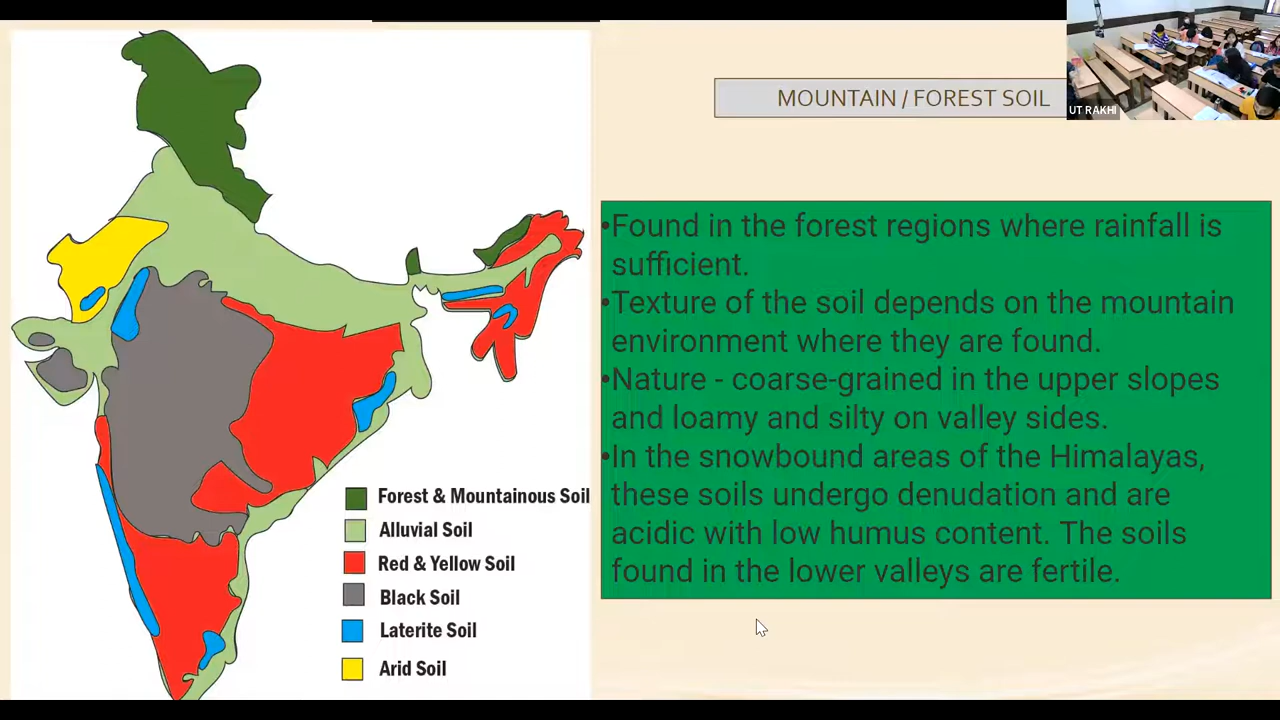 MOUNTAIN / FOREST SOIL
UT RAKHI
•Found in the forest regions where rainfall is
sufficient.
•Texture of the soil depends on the mountain
environment where they are found.
•Nature - coarse-grained in the upper slopes
and loamy and silty on valley sides.
•In the snowbound areas of the Himalayas,
these soils undergo denudation and are
acidic with low humus content. The soils
found in the lower valleys are fertile.
Forest & Mountainous Soil
Alluvial Soil
Red & Yellow Soil
Black Soil
Laterite Soil
Arid Soil